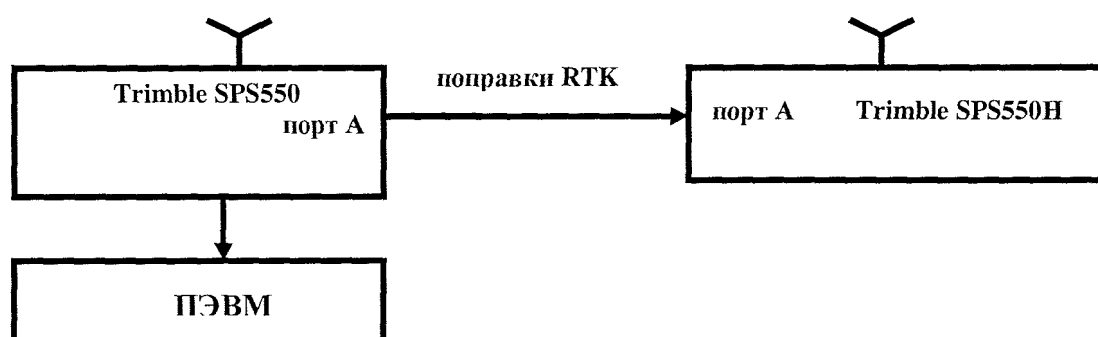 Trimble SPS550
порт А
поправки RTK
порт А Trimble SPS550H
ПЭВМ